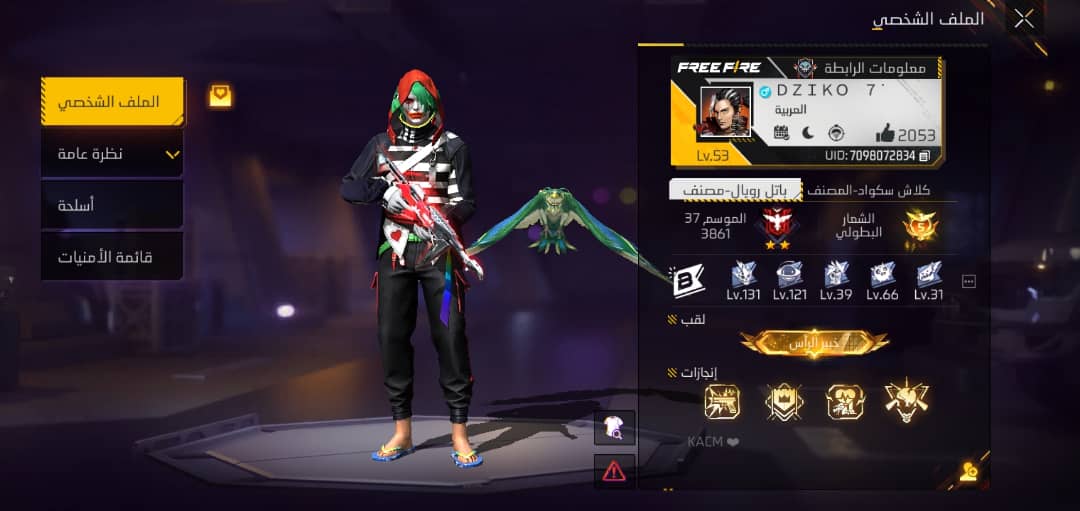 الملف الشخصي
الملف الشخصي
نظرة عامة
أسلحة
قائمة الأمنيات
FREE FIRE
معلومات الرابطة
DZIKO 7
العربية
2053
Lv.53
UID:7098072834
باتل رويال-مصنف
كلاش سكواد-المصنف
الموسم 37
3861
الشعار
البطولي
5
B
Lv.131
Lv.121
Lv.39
Lv.66
Lv.31
لقب
خبير الرأس
إنجازات
KACM ❤